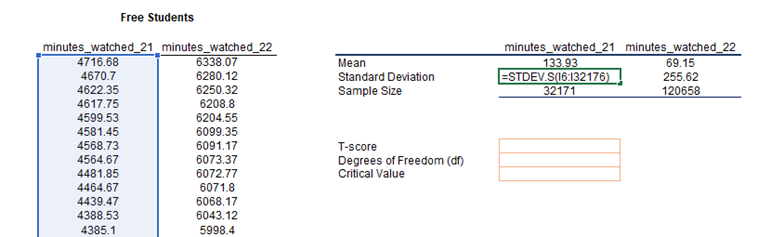 Free Students
minutes_watched_21 minutes_watched_22 minutes_watched_21 minutes_watched_22
4716.68 6338.07 Mean 133.93 69.15
4670.7 6280.12 Standard Deviation =STDEV.S(I6:I32176) 255.62
4622.35 6250.32 Sample Size 32171 120658
4617.75 6208.8
4599.53 6204.55
4581.45 6099.35
4568.73 6091.17 T-score
4564.67 6073.37 Degrees of Freedom (df)
4481.85 6072.77 Critical Value
4464.67 6071.8
4439.47 6068.17
4388.53 6043.12
4385.1 5998.4